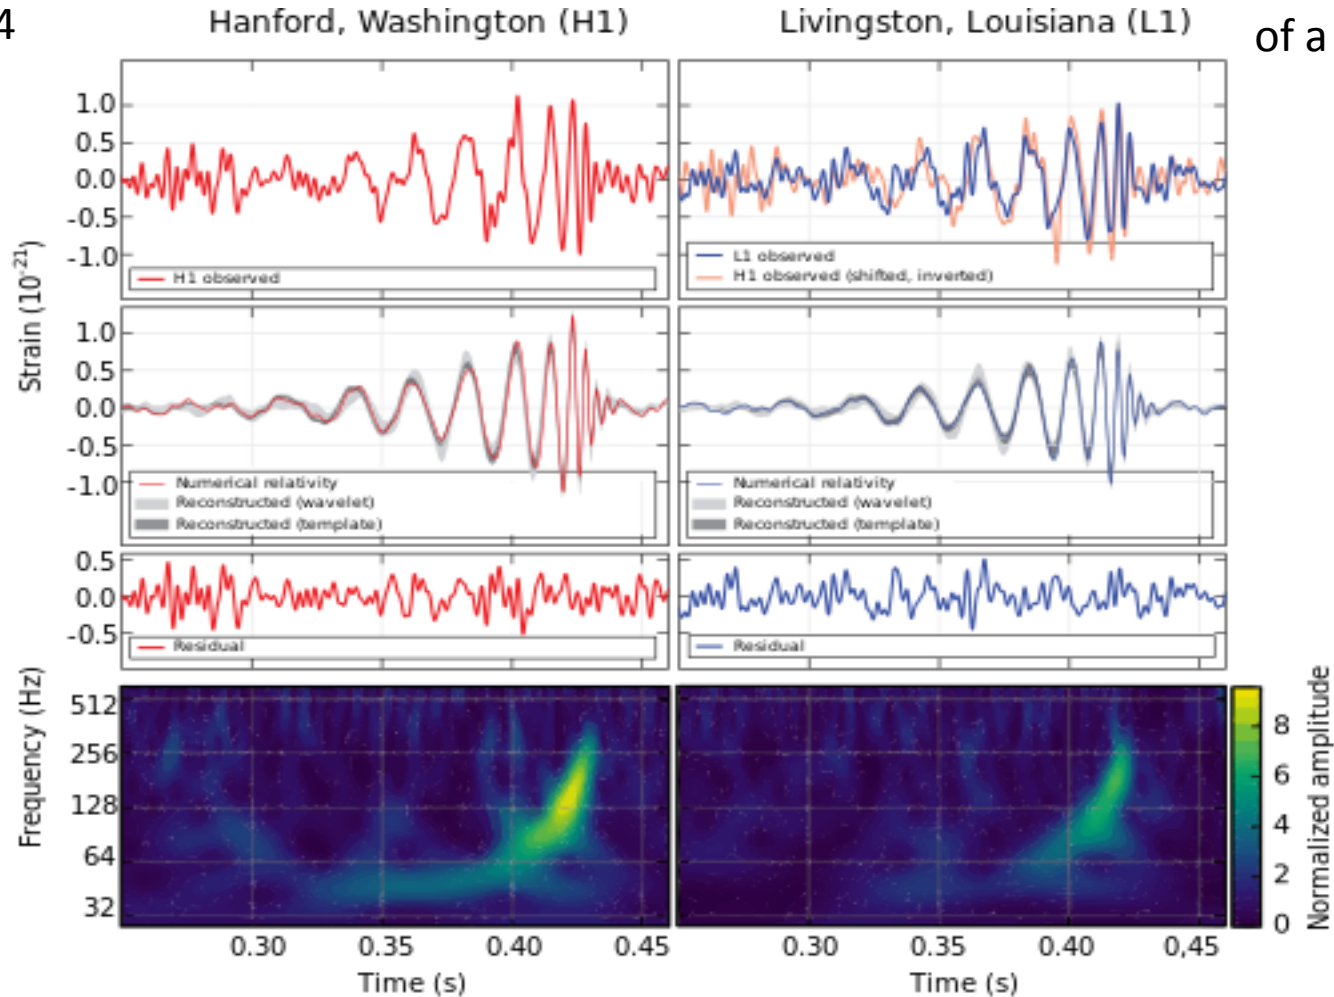 4
Hanford, Washington (H1)
Livingston, Louisiana (L1)
of a
Strain (10⁻²¹)
1.0
0.5
0.0
-0.5
-1.0
H1 observed
L1 observed
H1 observed (shifted, inverted)
1.0
0.5
0.0
-0.5
-1.0
Numerical relativity
Reconstructed (wavelet)
Reconstructed (template)
Numerical relativity
Reconstructed (wavelet)
Reconstructed (template)
0.5
0.0
-0.5
Residual
Residual
Frequency (Hz)
512
256
128
64
32
0.30
0.35
0.40
0.45
Time (s)
0.30
0.35
0.40
0,45
Time (s)
8
6
4
2
0
Normalized amplitude